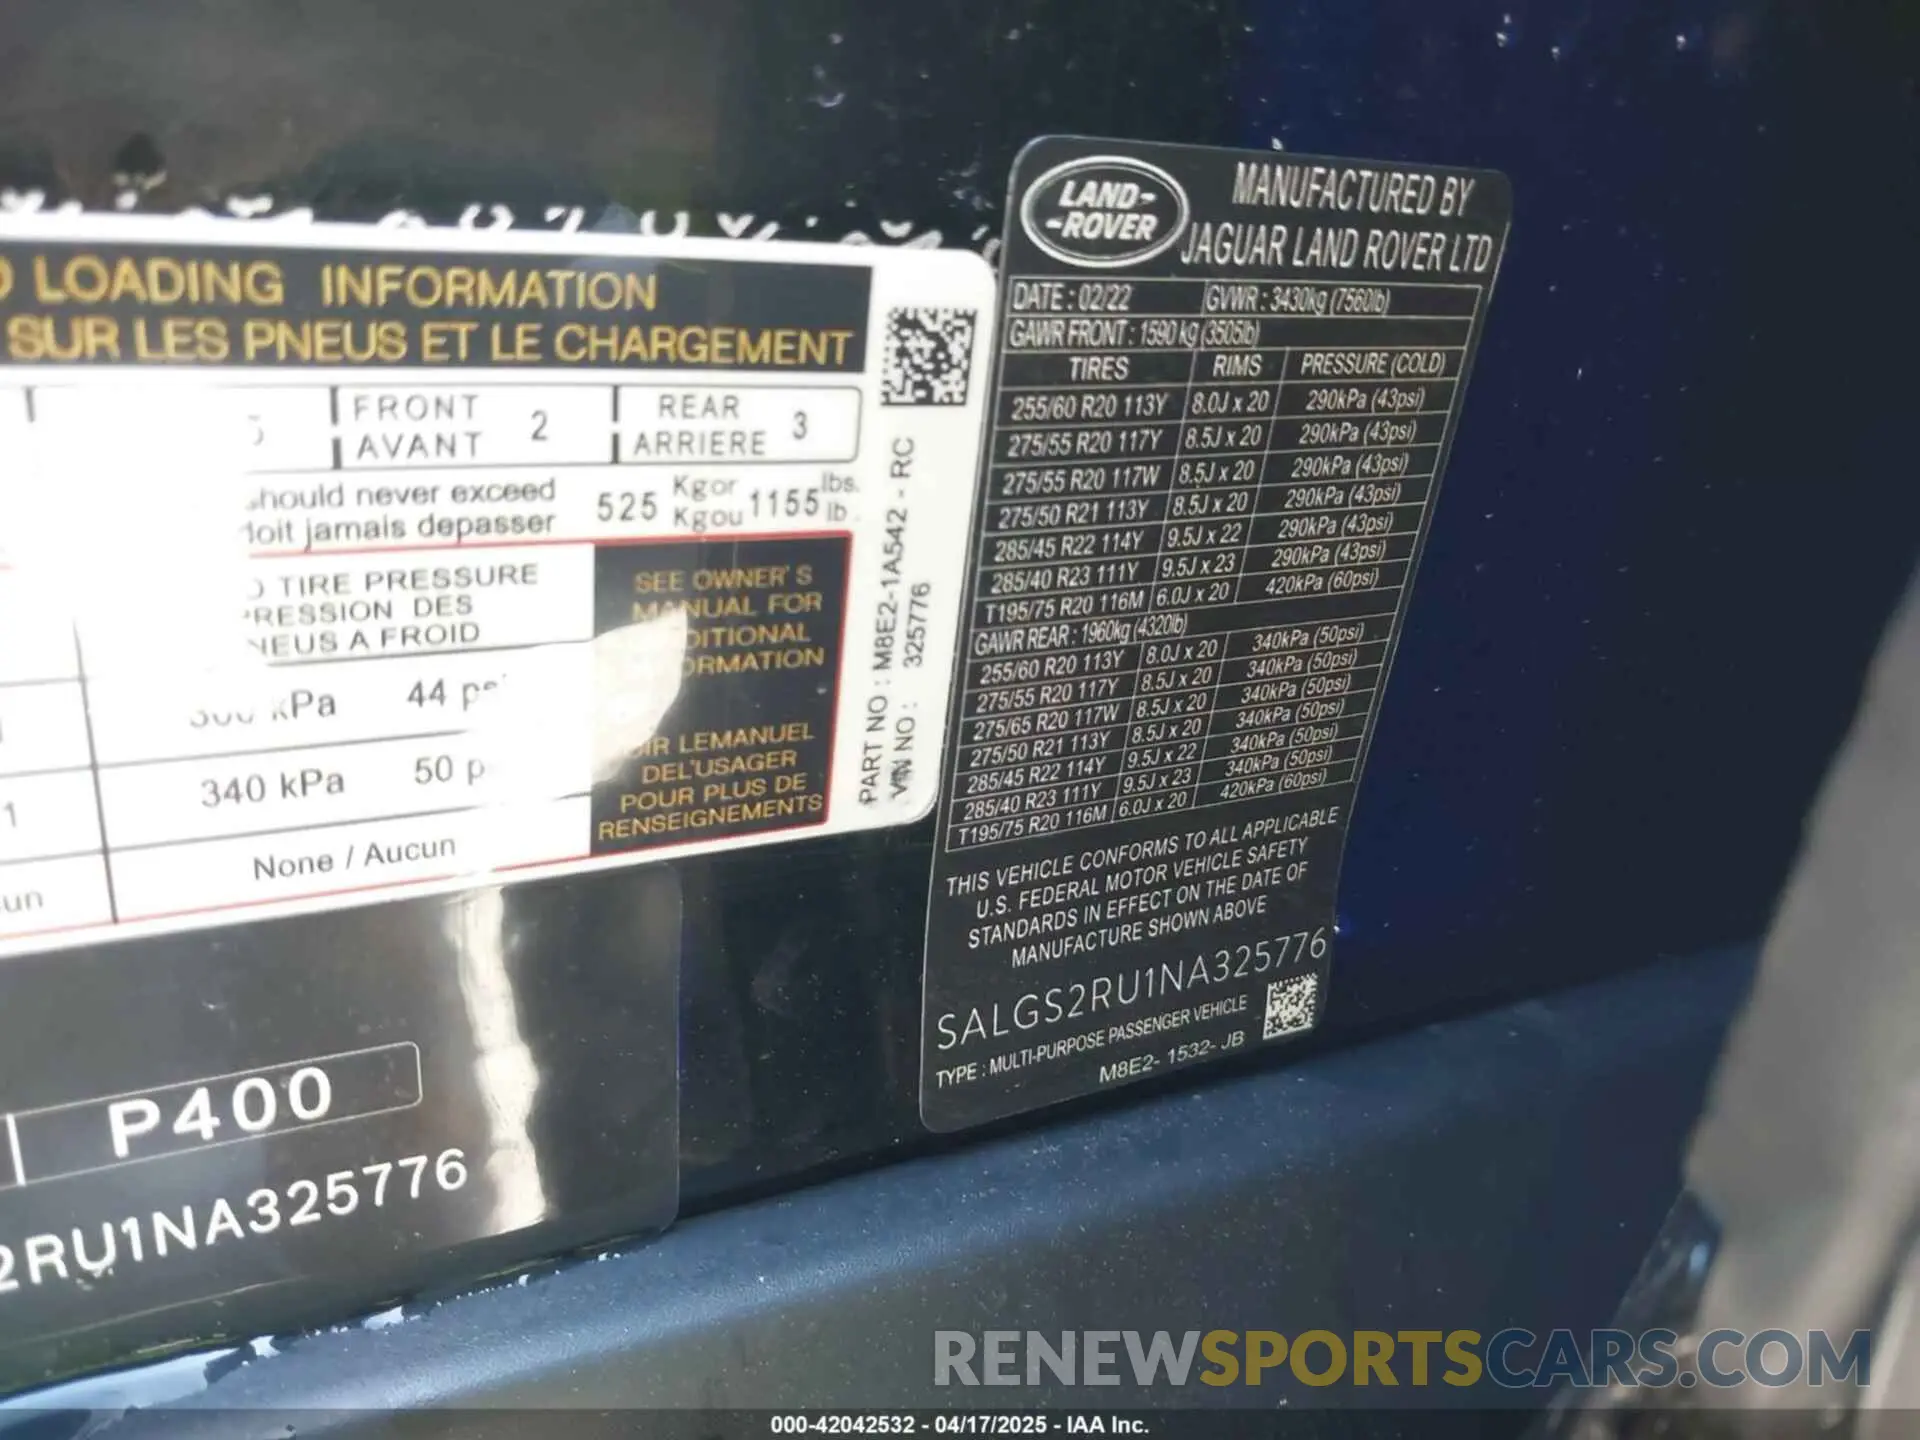 LOADING INFORMATION
SUR LES PNEUS ET LE CHARGEMENT
FRONT
AVANT
2
REAR
ARRIERE
3
should never exceed
doit jamais depasser
525 Kg or 1155 lbs.
Kg ou lb.
TIRE PRESSURE
PRESSION DES
PNEUS A FROID
kPa 44
340 kPa 50
1
None / Aucun
SEE OWNER'S
MANUAL FOR
ADDITIONAL
INFORMATION
VOIR LEMANUEL
DEL'USAGER
POUR PLUS DE
RENSEIGNEMENTS
PART NO : M8E2-1A542 - RC
VIN NO : 325776
P400
2RU1NA325776
LAND-
-ROVER
MANUFACTURED BY
JAGUAR LAND ROVER LTD
DATE : 02/22 GVWR : 3430kg (7560lb)
GAWR FRONT : 1590 kg (3505lb)
TIRES RIMS PRESSURE (COLD)
255/60 R20 113Y 8.0J x 20 290kPa (43psi)
275/55 R20 117Y 8.5J x 20 290kPa (43psi)
275/55 R20 117W 8.5J x 20 290kPa (43psi)
275/50 R21 113Y 8.5J x 20 290kPa (43psi)
285/45 R22 114Y 9.5J x 22 290kPa (43psi)
285/40 R23 111Y 9.5J x 23 290kPa (43psi)
T195/75 R20 116M 6.0J x 20 420kPa (60psi)
GAWR REAR : 1960kg (4320lb)
255/60 R20 113Y 8.0J x 20 340kPa (50psi)
275/55 R20 117Y 8.5J x 20 340kPa (50psi)
275/65 R20 117W 8.5J x 20 340kPa (50psi)
275/50 R21 113Y 8.5J x 20 340kPa (50psi)
285/45 R22 114Y 9.5J x 22 340kPa (50psi)
285/40 R23 111Y 9.5J x 23 340kPa (50psi)
T195/75 R20 116M 6.0J x 20 420kPa (60psi)
THIS VEHICLE CONFORMS TO ALL APPLICABLE
U.S. FEDERAL MOTOR VEHICLE SAFETY
STANDARDS IN EFFECT ON THE DATE OF
MANUFACTURE SHOWN ABOVE
SALGS2RU1NA325776
TYPE : MULTI-PURPOSE PASSENGER VEHICLE
M8E2- 1532- JB
RENEWSPORTSCARS.COM
000-42042532 - 04/17/2025 - IAA Inc.